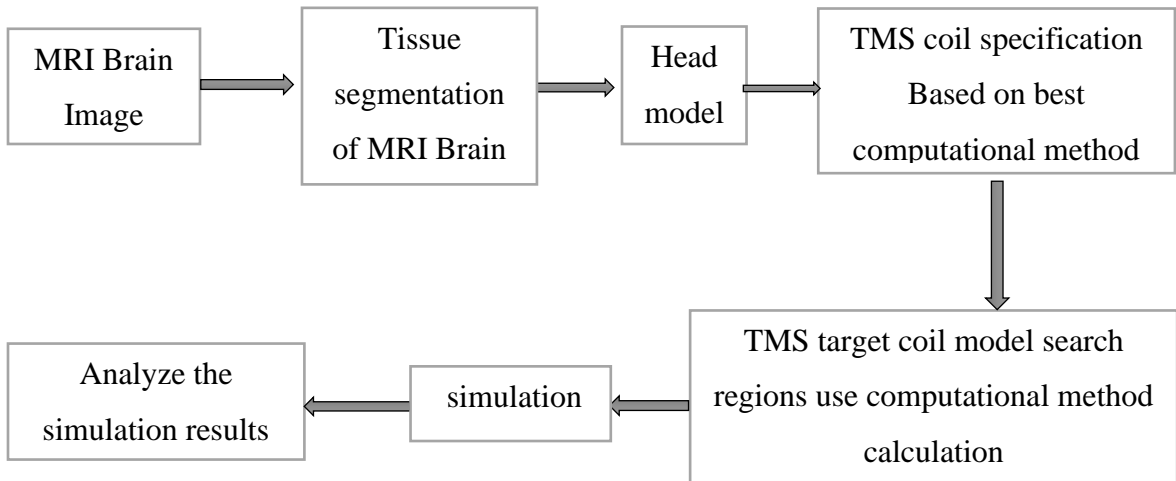 MRI Brain
Image
Tissue
segmentation
of MRI Brain
Head
model
TMS coil specification
Based on best
computational method
TMS target coil model search
regions use computational method
calculation
simulation
Analyze the
simulation results